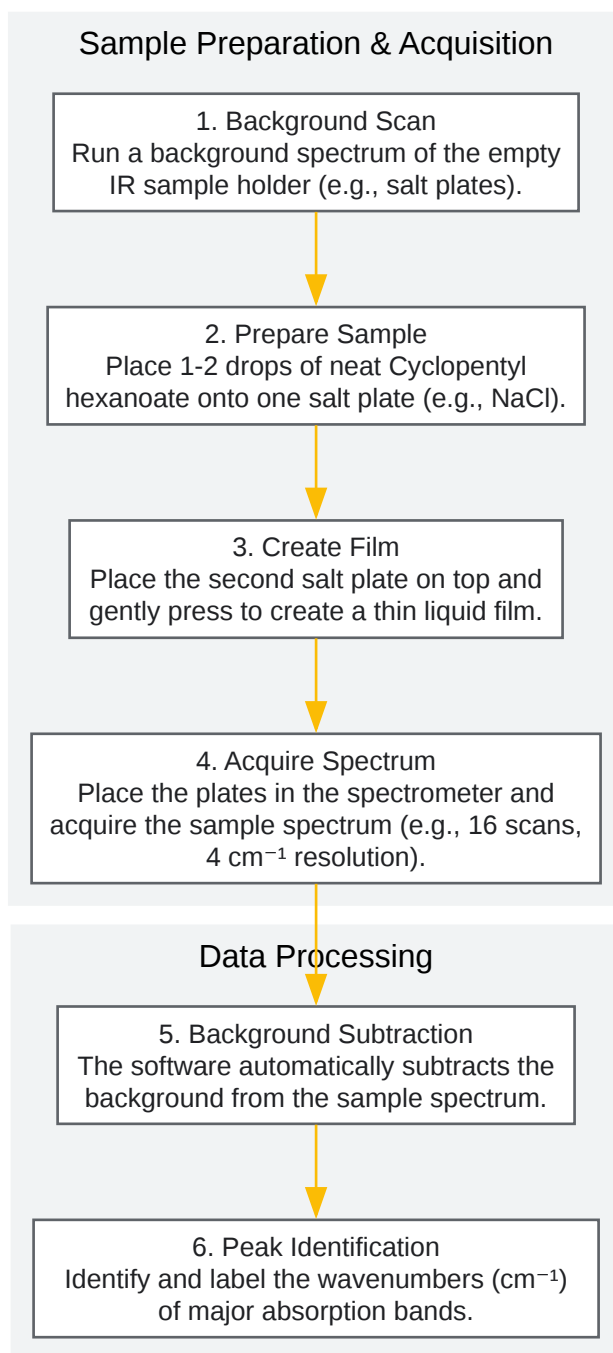 Sample Preparation & Acquisition
1. Background Scan
Run a background spectrum of the empty
IR sample holder (e.g., salt plates).
2. Prepare Sample
Place 1-2 drops of neat Cyclopentyl
hexanoate onto one salt plate (e.g., NaCl).
3. Create Film
Place the second salt plate on top and
gently press to create a thin liquid film.
4. Acquire Spectrum
Place the plates in the spectrometer and
acquire the sample spectrum (e.g., 16 scans,
4 cm⁻¹ resolution).
Data Processing
5. Background Subtraction
The software automatically subtracts the
background from the sample spectrum.
6. Peak Identification
Identify and label the wavenumbers (cm⁻¹)
of major absorption bands.